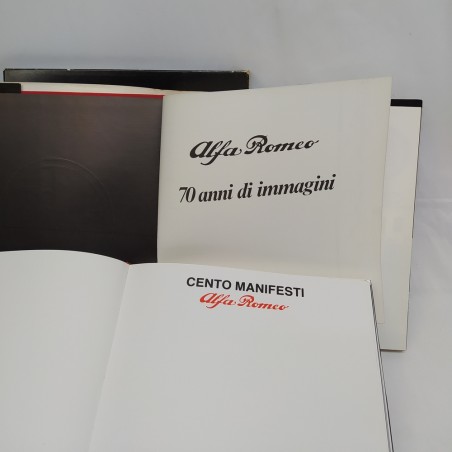 Alfa Romeo
70 anni di immagini
CENTO MANIFESTI
Alfa Romeo